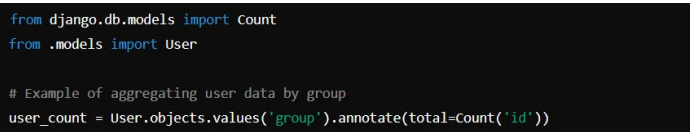 from django.db.models import Count
from .models import User
# Example of aggregating user data by group
user_count = User.objects.values('group').annotate(total=Count('id'))